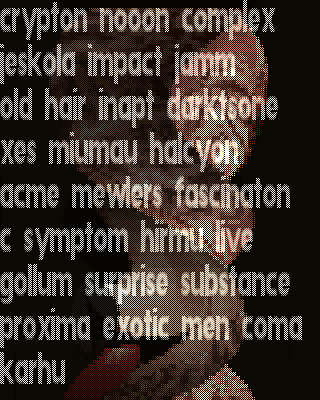 crypton nooon complex
jeskola impact jamm
old hair inapt darktsone
xes miumau halcyon
acme mewlers fascinaton
c symptom hirmu live
gollum surprise substance
proxima exotic men coma
karhu